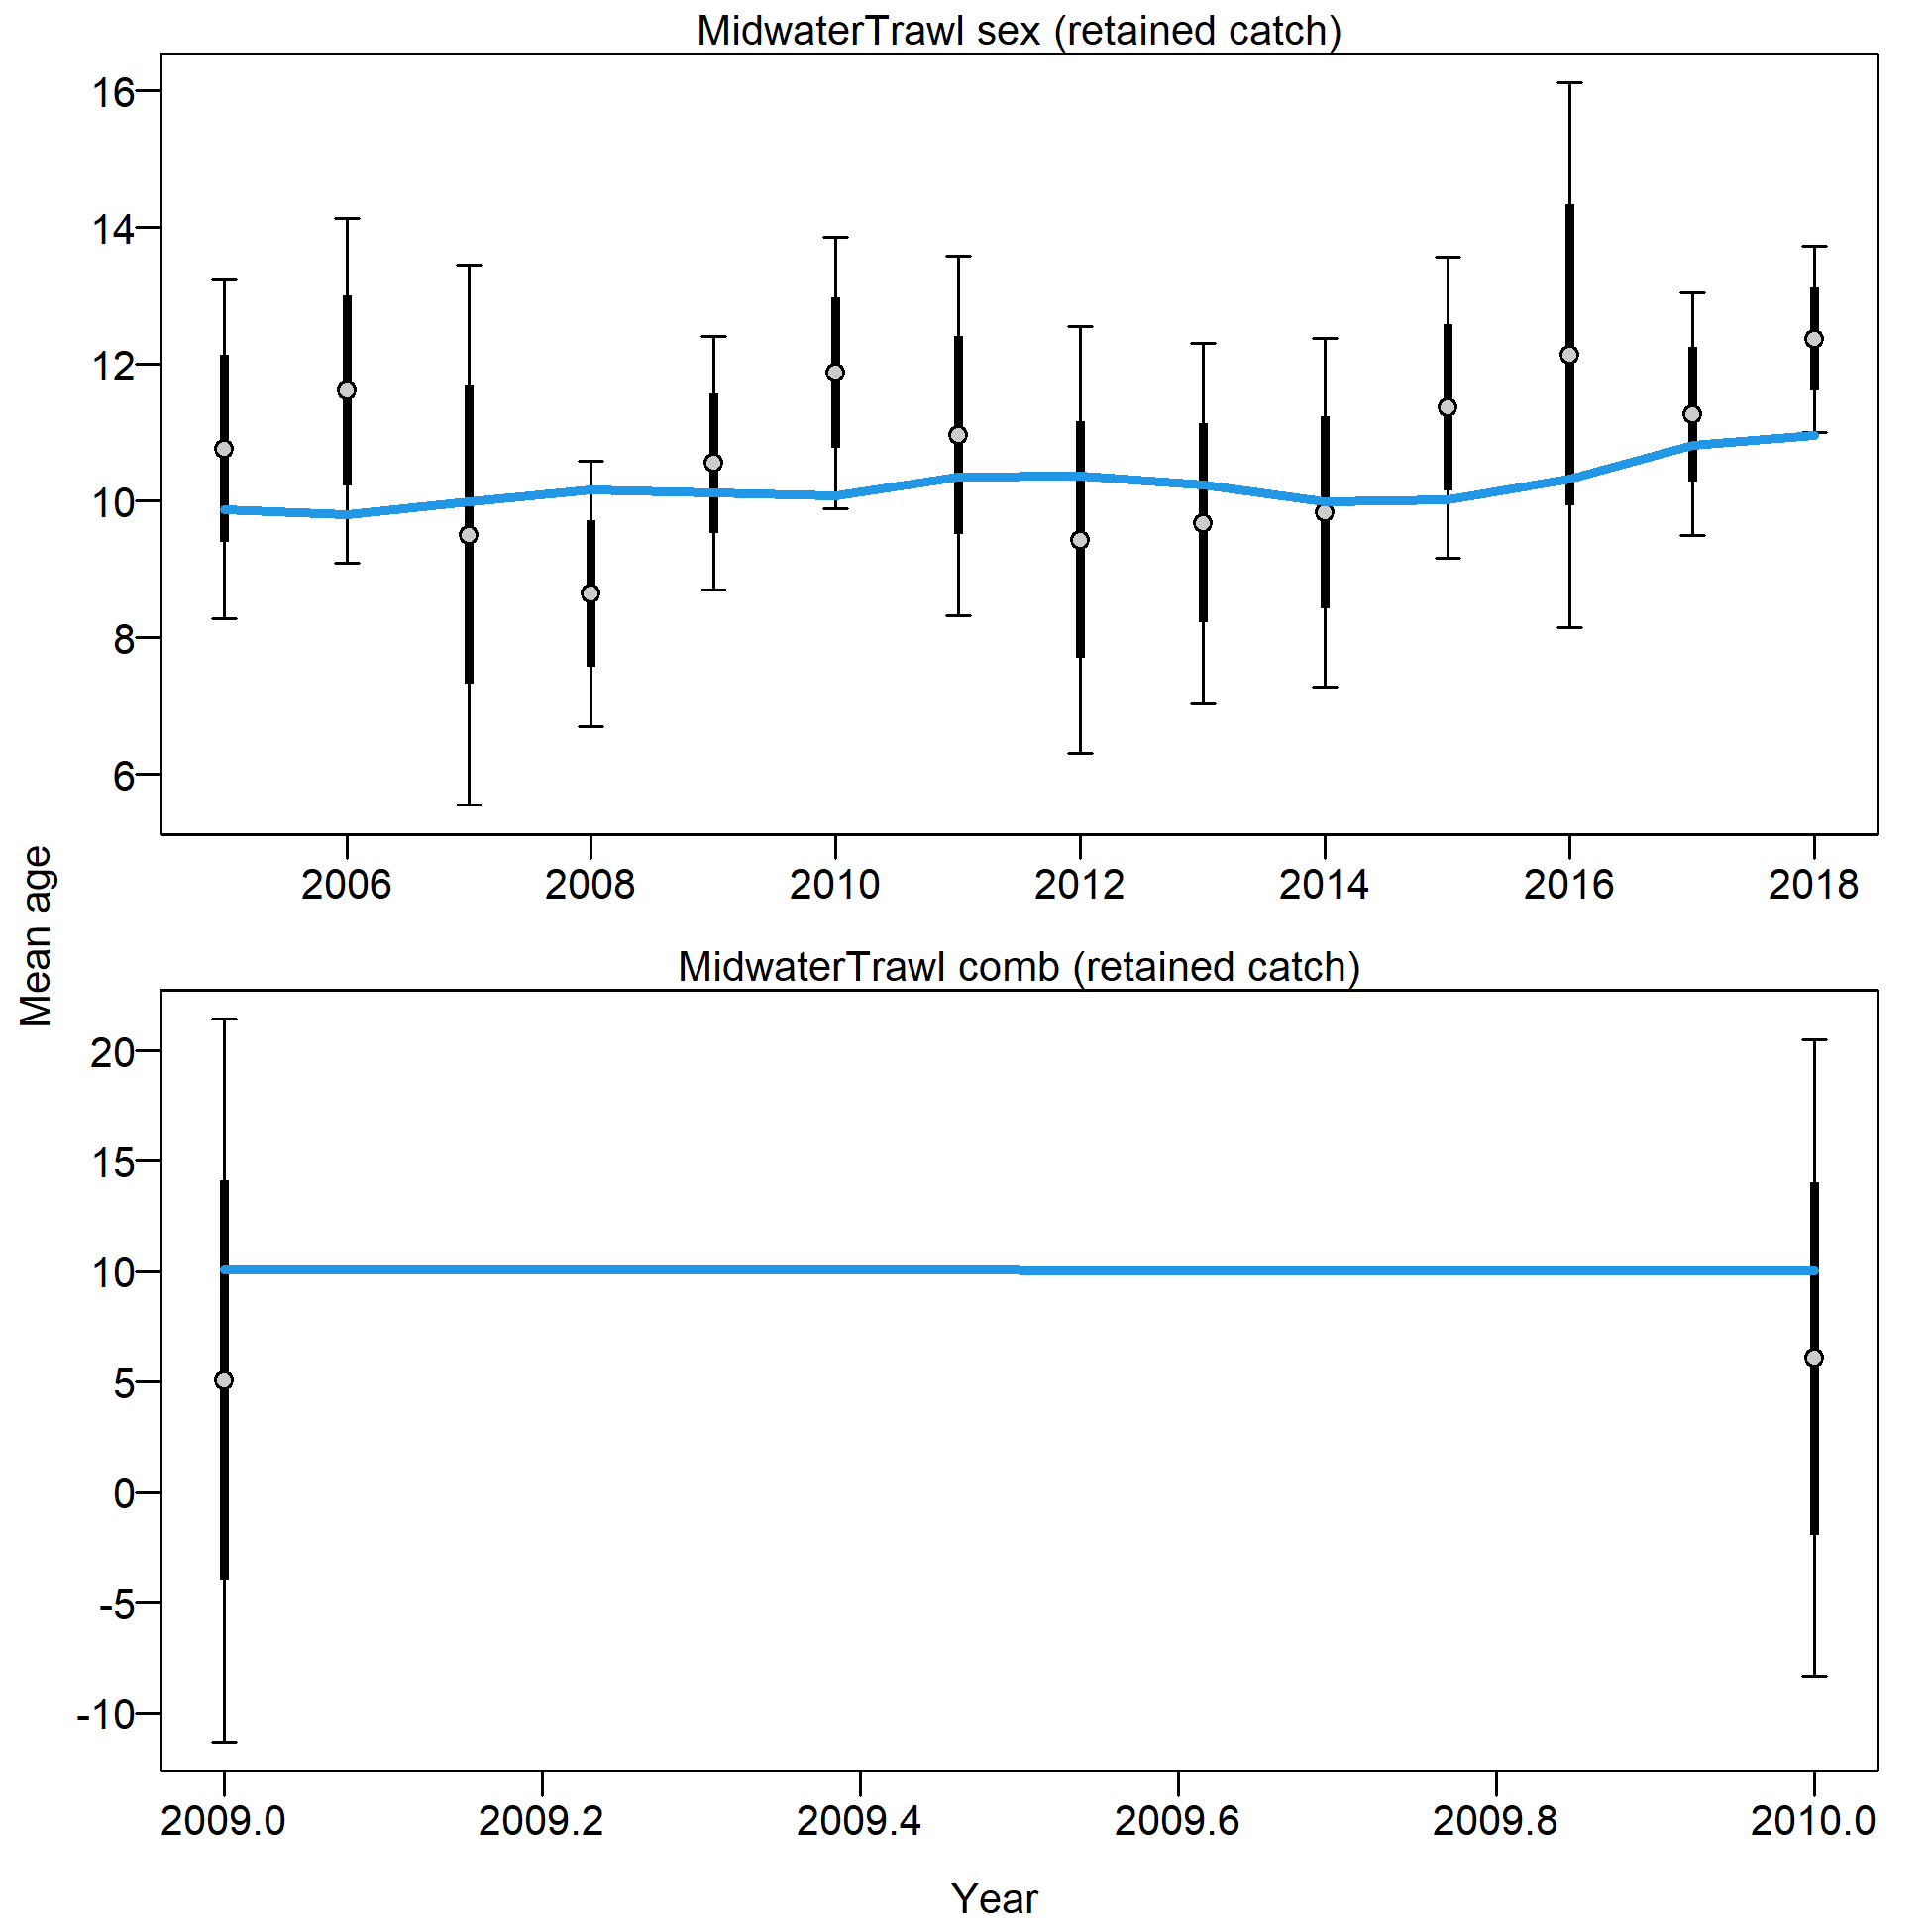 MidwaterTrawl sex (retained catch)
16
14
12
10
8
6
2006 2008 2010 2012 2014 2016 2018
Mean age
MidwaterTrawl comb (retained catch)
20
15
10
5
0
-5
-10
2009.0 2009.2 2009.4 2009.6 2009.8 2010.0
Year